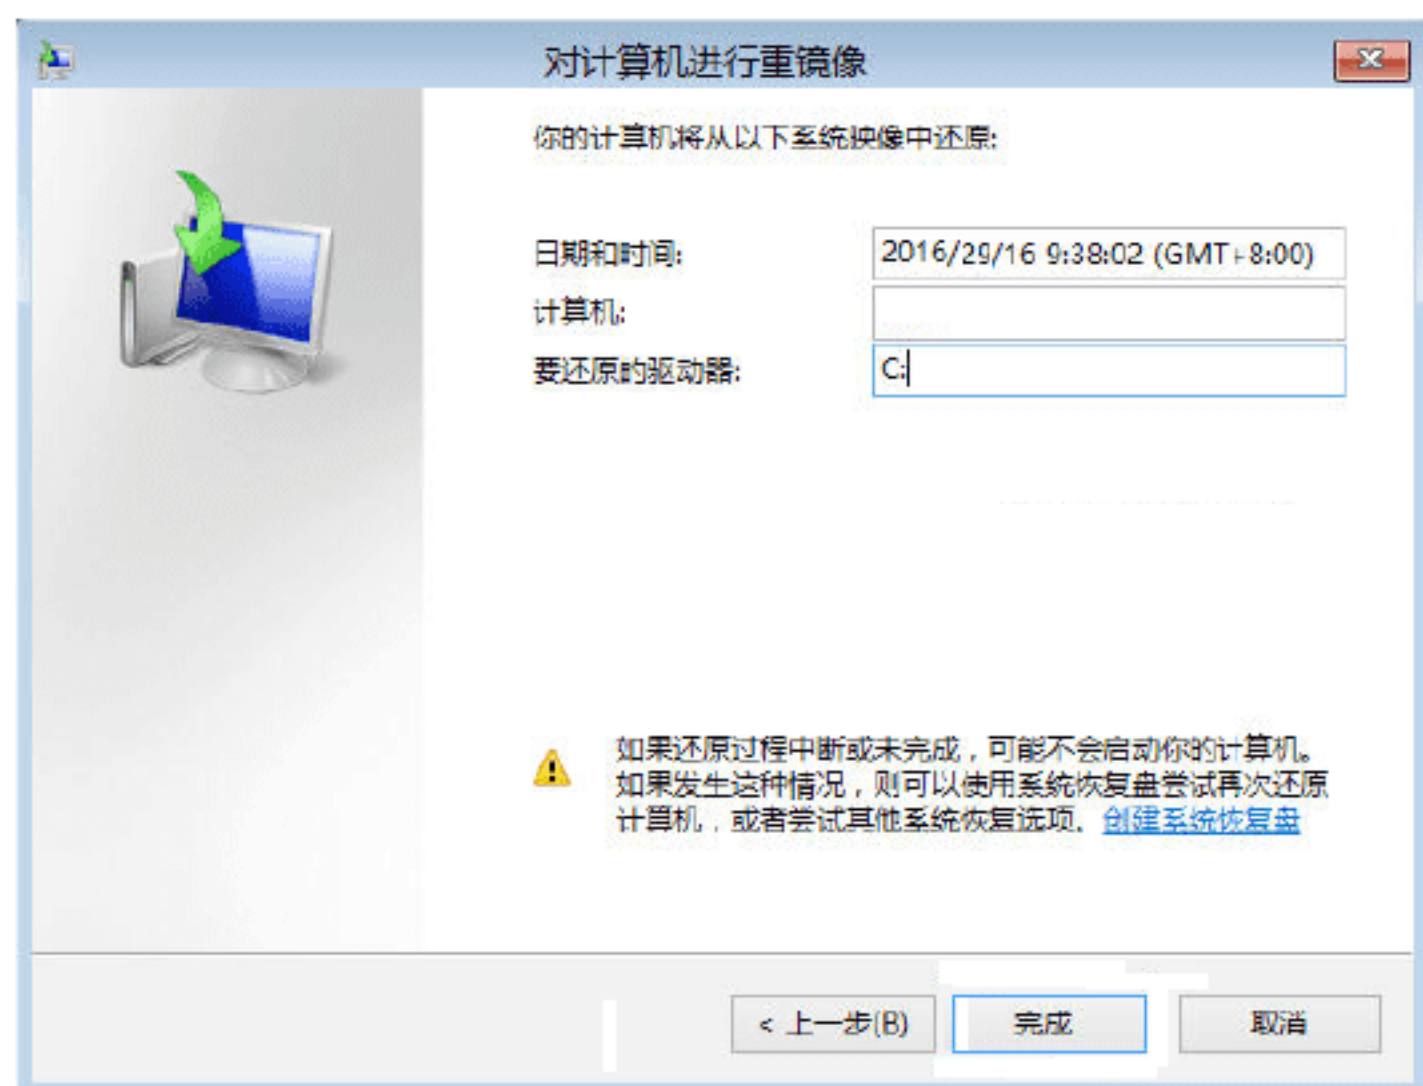 对计算机进行重镜像
你的计算机将从以下系统映像中还原:
日期和时间: 2016/29/16 9:38:02 (GMT+8:00)
计算机:
要还原的驱动器: C:
如果还原过程中断或未完成，可能不会启动你的计算机。
如果发生这种情况，则可以使用系统恢复盘尝试再次还原
计算机，或者尝试其他系统恢复选项。创建系统恢复盘
< 上一步(B) 完成 取消